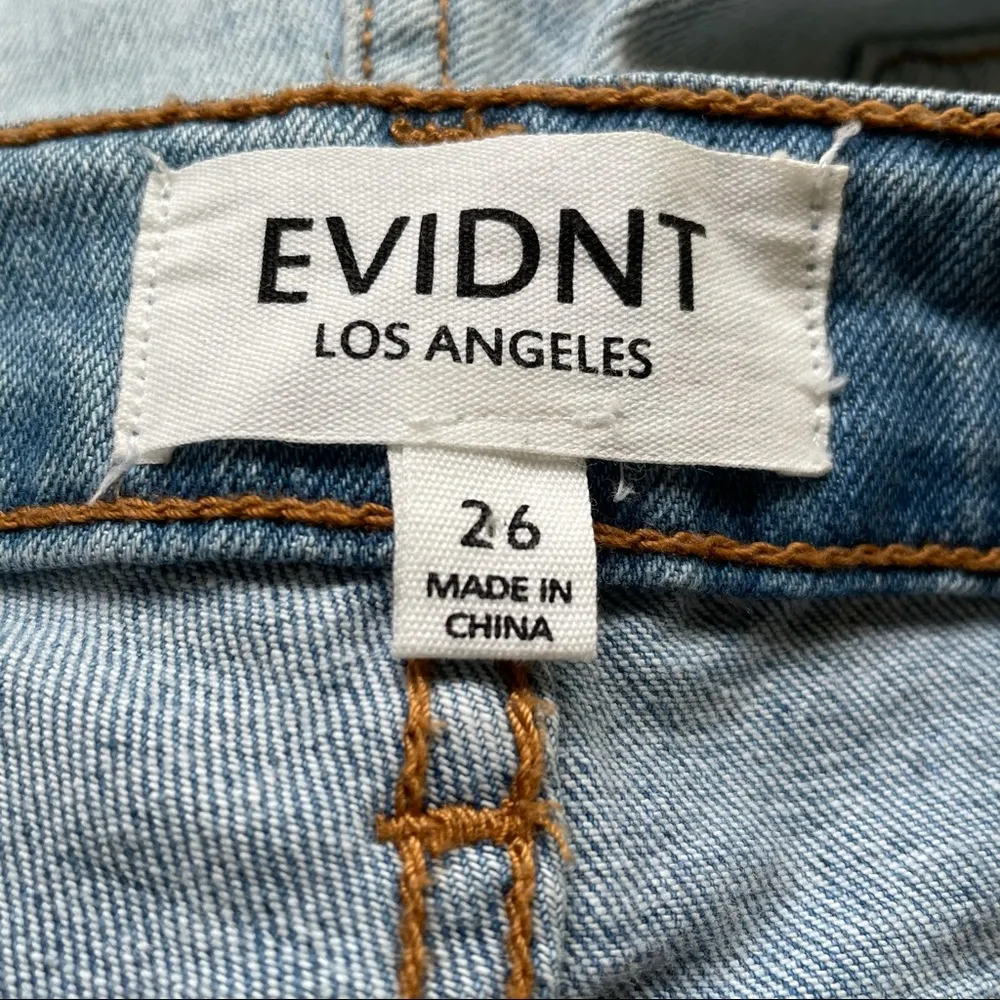 EVIDNT
LOS ANGELES
26
MADE IN
CHINA